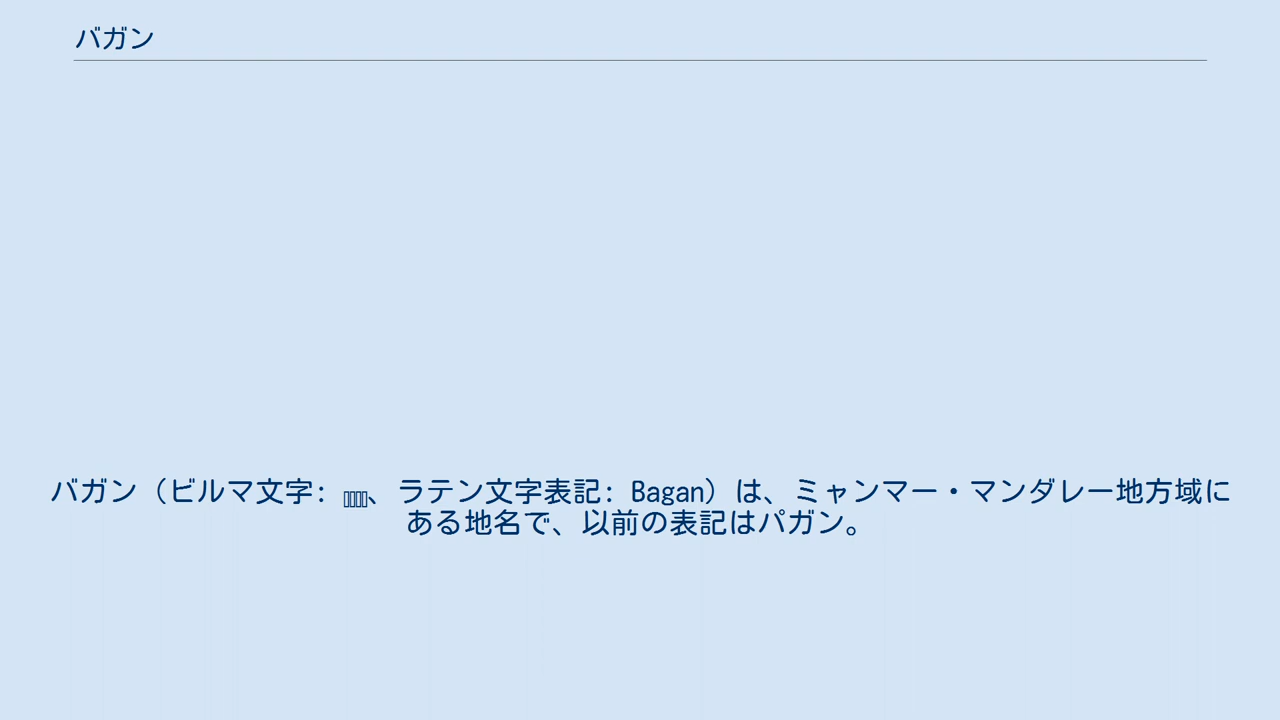 バガン
バガン（ビルマ文字: 、ラテン文字表記: Bagan）は、ミャンマー・マンダレー地方域に
ある地名で、以前の表記はパガン。